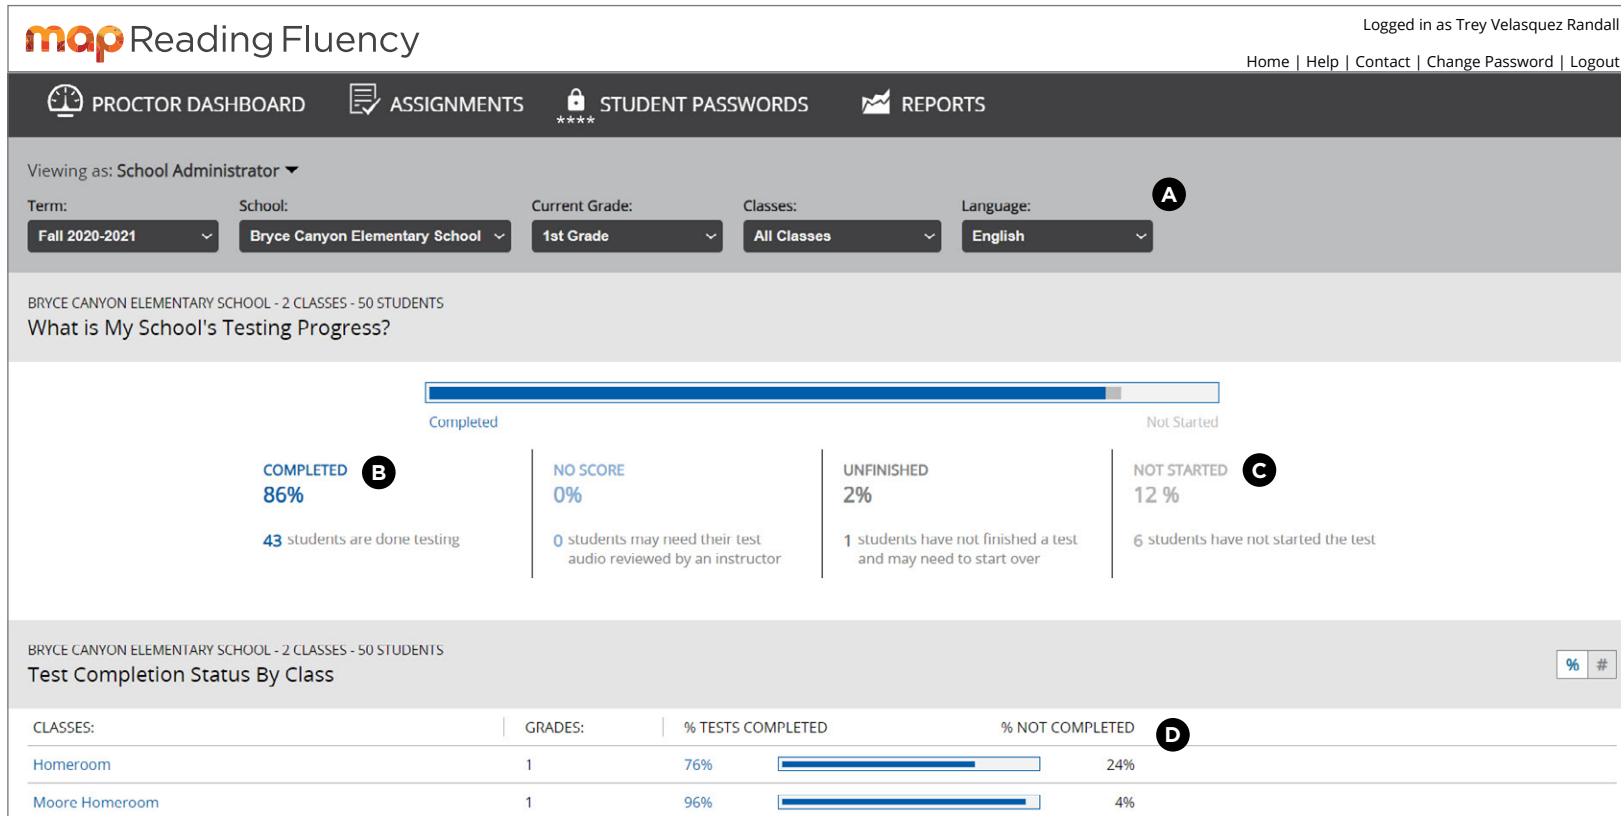 map Reading Fluency
Logged in as Trey Velasquez Randall
Home | Help | Contact | Change Password | Logout
PROCTOR DASHBOARD ASSIGNMENTS **** STUDENT PASSWORDS REPORTS
Viewing as: School Administrator
A
Term: School: Current Grade: Classes: Language:
Fall 2020-2021 Bryce Canyon Elementary School 1st Grade All Classes English
BRYCE CANYON ELEMENTARY SCHOOL - 2 CLASSES - 50 STUDENTS
What is My School's Testing Progress?
Completed Not Started
COMPLETED B NO SCORE UNFINISHED NOT STARTED C
86% 0% 2% 12 %
43 students are done testing 0 students may need their test 1 students have not finished a test 6 students have not started the test
audio reviewed by an instructor and may need to start over
BRYCE CANYON ELEMENTARY SCHOOL - 2 CLASSES - 50 STUDENTS
Test Completion Status By Class
% #
CLASSES: GRADES: % TESTS COMPLETED % NOT COMPLETED D
Homeroom 1 76% 24%
Moore Homeroom 1 96% 4%